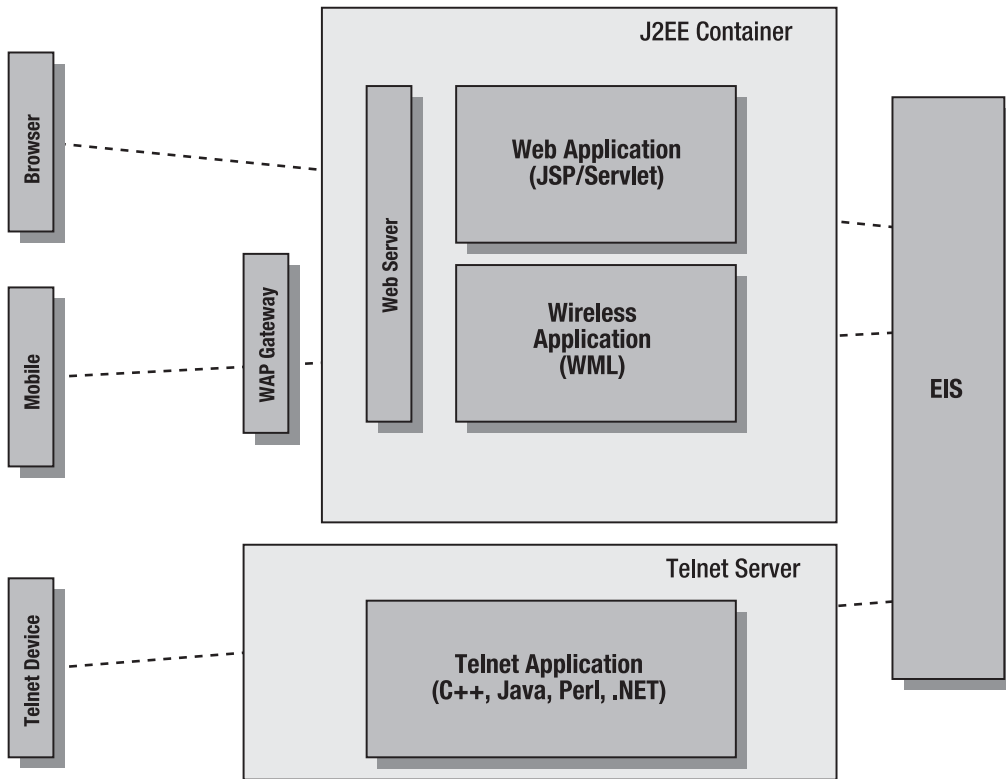 J2EE Container
Browser
Web Server
Web Application
(JSP/Servlet)
Mobile
WAP Gateway
Wireless
Application
(WML)
EIS
Telnet Server
Telnet Device
Telnet Application
(C++, Java, Perl, .NET)